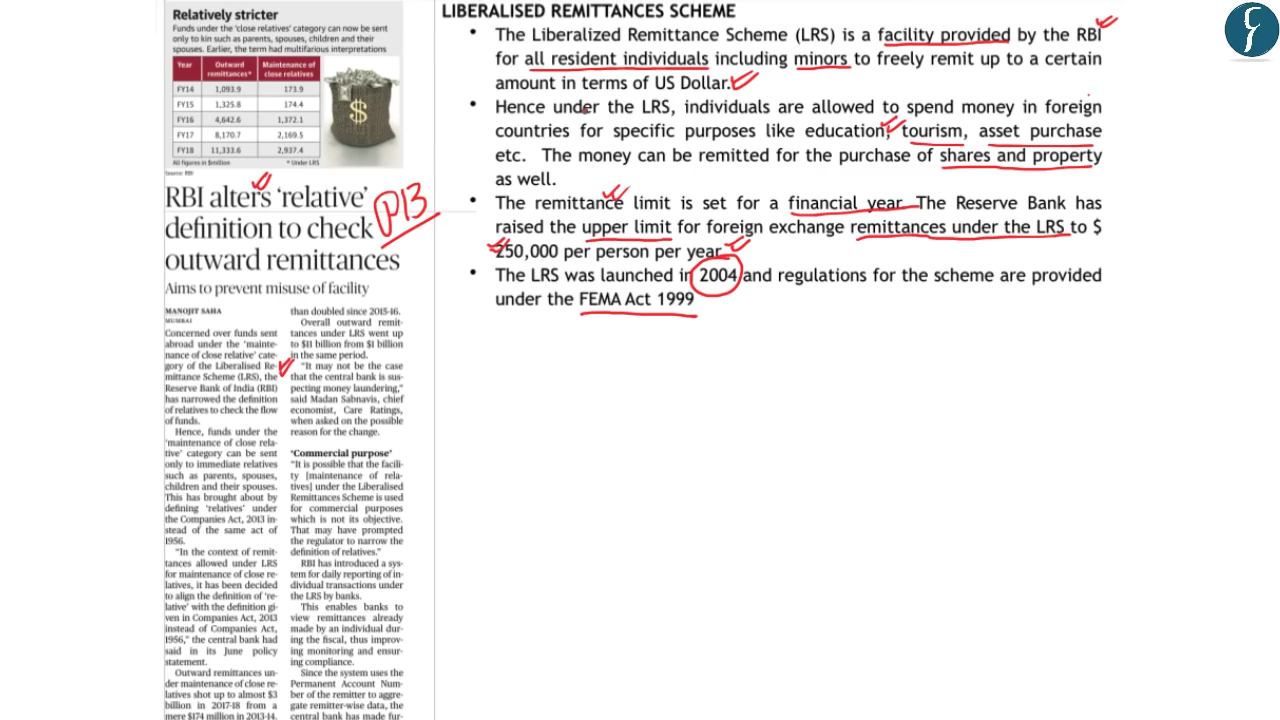 Relatively stricter
Funds under the 'close relatives' category can now be sent
only to kin such as parents, spouses, children and their
spouses. Earlier, the term had multifarious interpretations
Year Outward remittances* Maintenance of close relatives
FY14 1,093.9 173.9
FY15 1,325.8 174.4
FY16 4,642.6 1,372.1
FY17 8,170.7 2,169.5
FY18 11,333.6 2,937.4
All figures in $million * Under LRS
Source: RBI
$
RBI alters 'relative'
definition to check
outward remittances
P13
Aims to prevent misuse of facility
MANOJIT SAHA
MUMBAI
Concerned over funds sent
abroad under the 'mainte-
nance of close relative' cate-
gory of the Liberalised Re-
mittance Scheme (LRS), the
Reserve Bank of India (RBI)
has narrowed the definition
of relatives to check the flow
of funds.
Hence, funds under the
'maintenance of close rela-
tive' category can be sent
only to immediate relatives
such as parents, spouses,
children and their spouses.
This has brought about by
defining 'relatives' under
the Companies Act, 2013 in-
stead of the same act of
1956.
"In the context of remit-
tances allowed under LRS
for maintenance of close re-
latives, it has been decided
to align the definition of 're-
lative' with the definition gi-
ven in Companies Act, 2013
instead of Companies Act,
1956," the central bank had
said in its June policy
statement.
Outward remittances un-
der maintenance of close re-
latives shot up to almost $3
billion in 2017-18 from a
mere $174 million in 2013-14.
than doubled since 2015-16.
Overall outward remit-
tances under LRS went up
to $11 billion from $1 billion
in the same period.
"It may not be the case
that the central bank is sus-
pecting money laundering,"
said Madan Sabnavis, chief
economist, Care Ratings,
when asked on the possible
reason for the change.
'Commercial purpose'
"It is possible that the facili-
ty [maintenance of rela-
tives] under the Liberalised
Remittances Scheme is used
for commercial purposes
which is not its objective.
That may have prompted
the regulator to narrow the
definition of relatives."
RBI has introduced a sys-
tem for daily reporting of in-
dividual transactions under
the LRS by banks.
This enables banks to
view remittances already
made by an individual dur-
ing the fiscal, thus improv-
ing monitoring and ensur-
ing compliance.
Since the system uses the
Permanent Account Num-
ber of the remitter to aggre-
gate remitter-wise data, the
central bank has made fur-
LIBERALISED REMITTANCES SCHEME
• The Liberalized Remittance Scheme (LRS) is a facility provided by the RBI
for all resident individuals including minors to freely remit up to a certain
amount in terms of US Dollar.
• Hence under the LRS, individuals are allowed to spend money in foreign
countries for specific purposes like education, tourism, asset purchase
etc. The money can be remitted for the purchase of shares and property
as well.
• The remittance limit is set for a financial year. The Reserve Bank has
raised the upper limit for foreign exchange remittances under the LRS to $
250,000 per person per year.
• The LRS was launched in 2004 and regulations for the scheme are provided
under the FEMA Act 1999